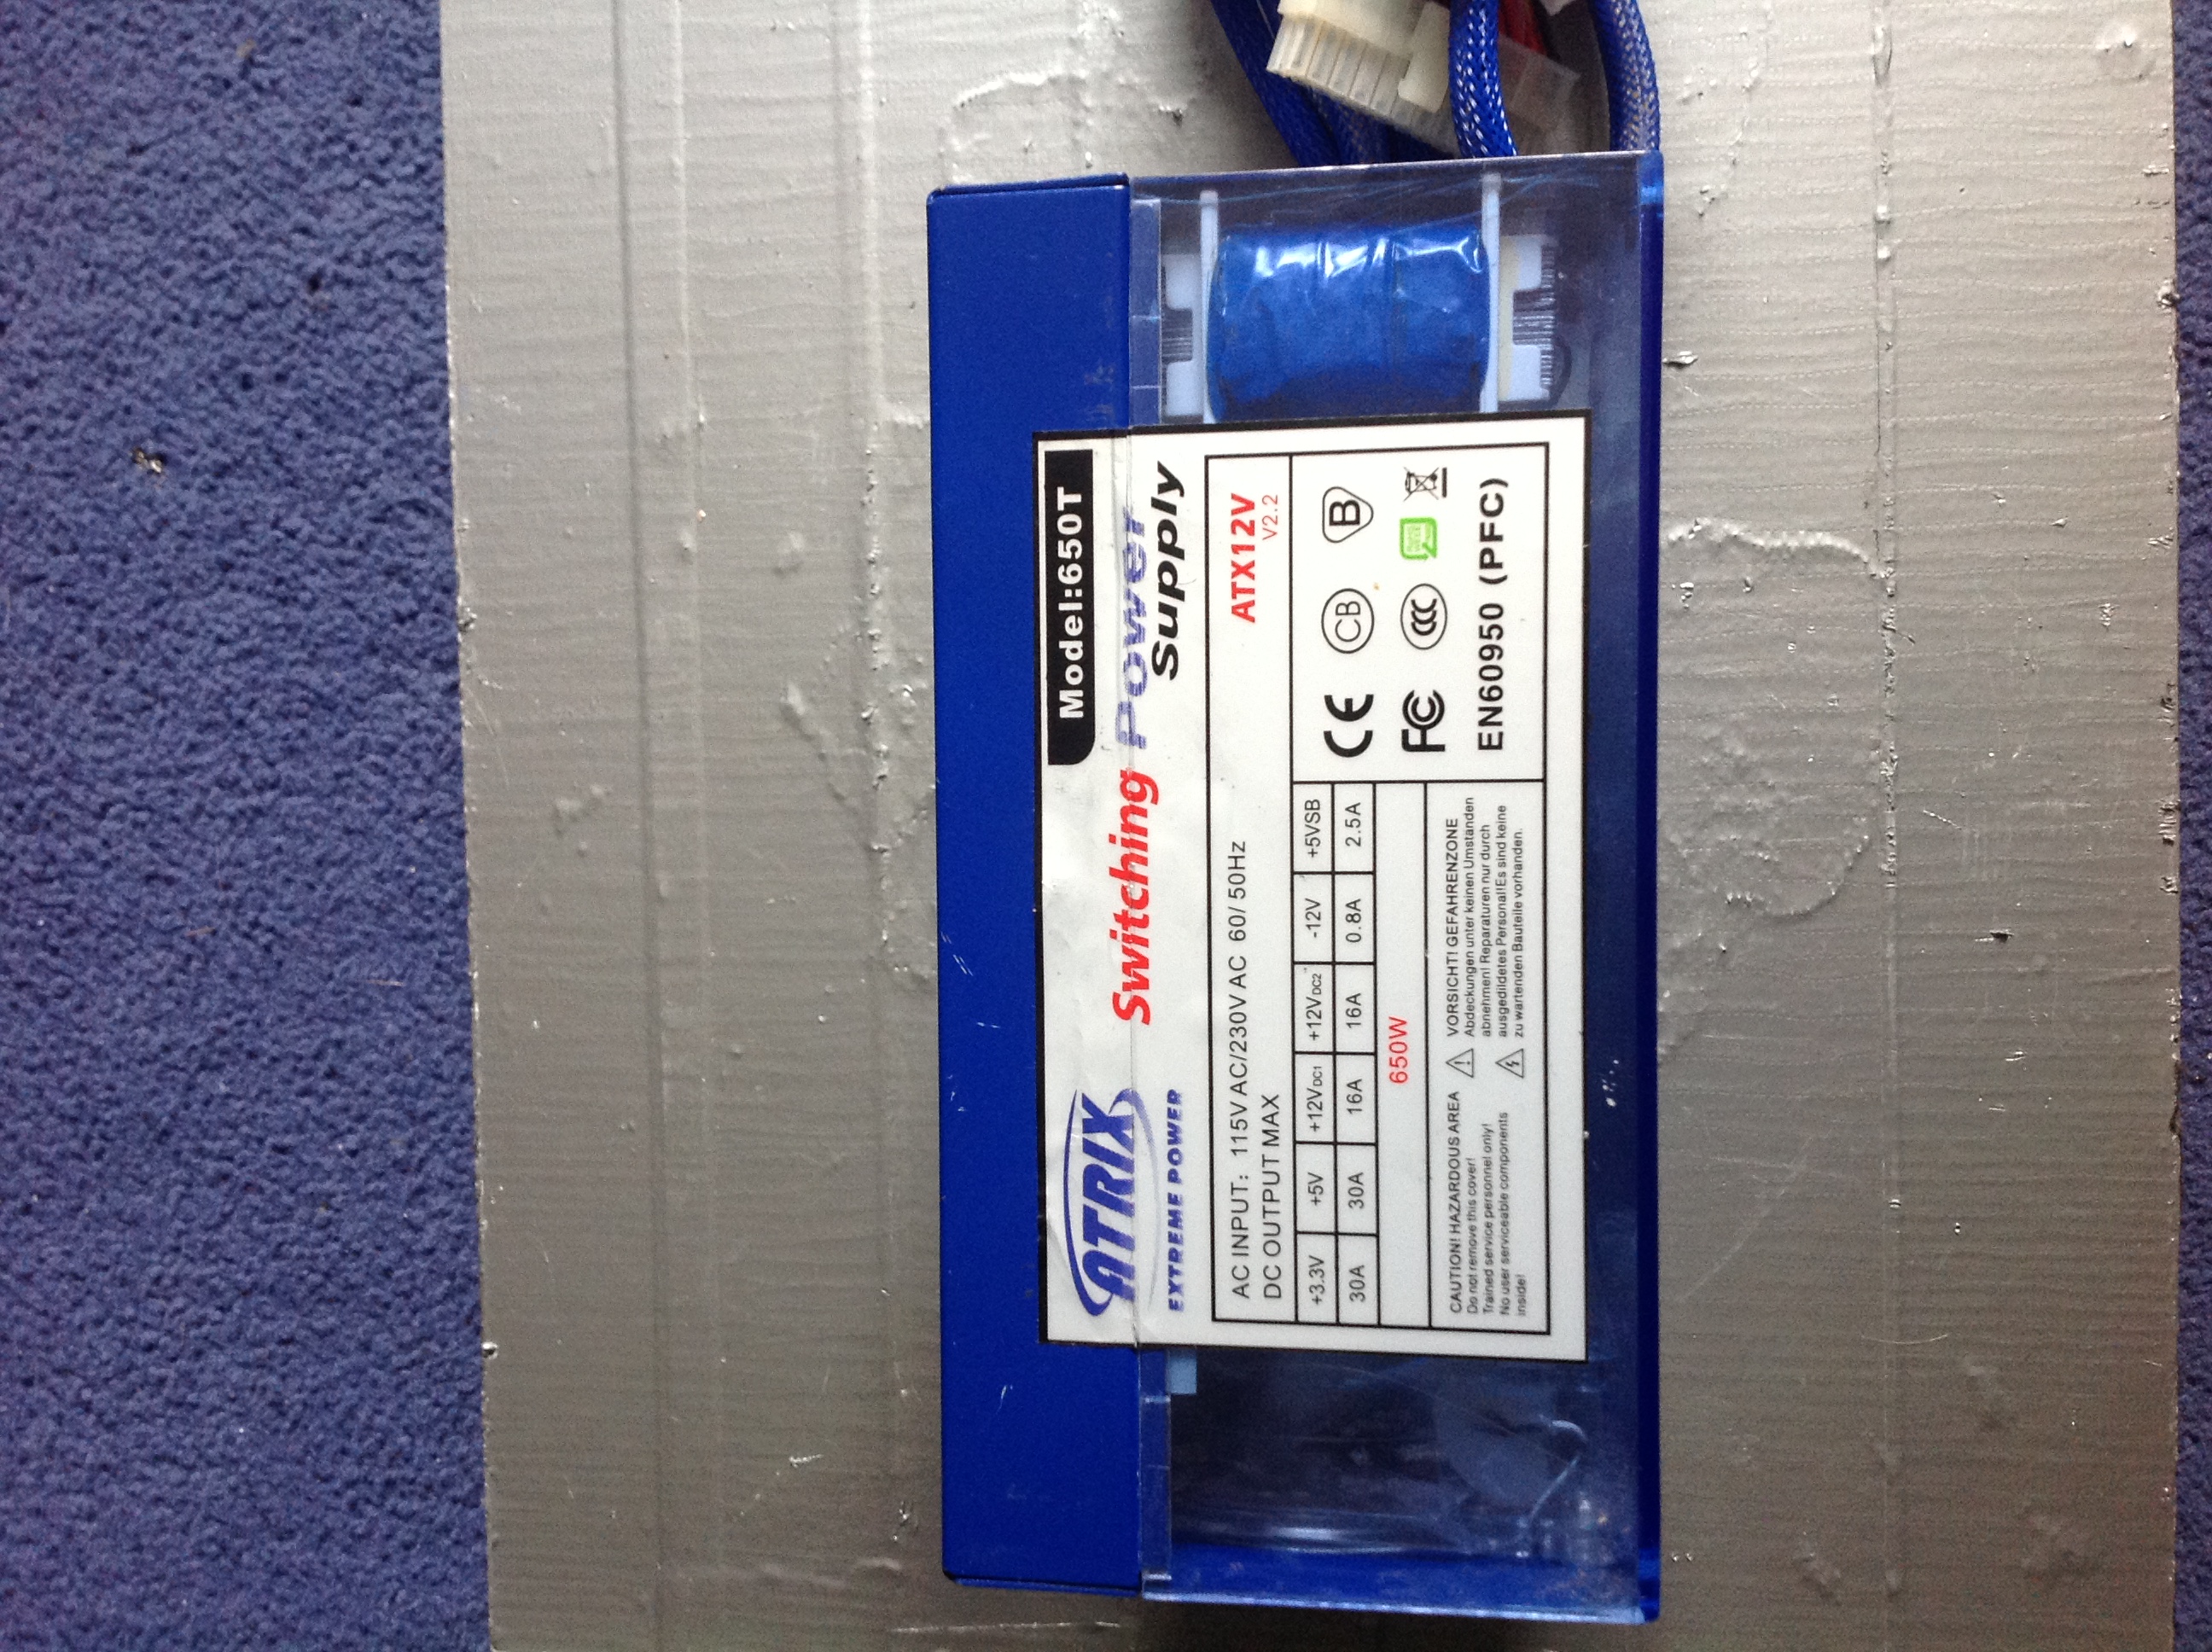 Model:650T
ATRIX
EXTREME POWER
Switching Power
Supply
AC INPUT: 115V AC/230V AC 60/50Hz
DC OUTPUT MAX
ATX12V
V2.2
+3.3V +5V +12VDC1 +12VDC2 -12V +5VSB
30A 30A 16A 16A 0.8A 2.5A
650W
CE CB B
FC CCC
EN60950 (PFC)
CAUTION! HAZARDOUS AREA
Do not remove this cover!
Trained service personnel only!
No user serviceable components
inside!
VORSICHT! GEFAHRENZONE
Abdeckungen unter keinen Umstanden
abnehmen! Reparaturen nur durch
ausgedildetes Personal!Es sind keine
zu wartenden Bauteile vorhanden.